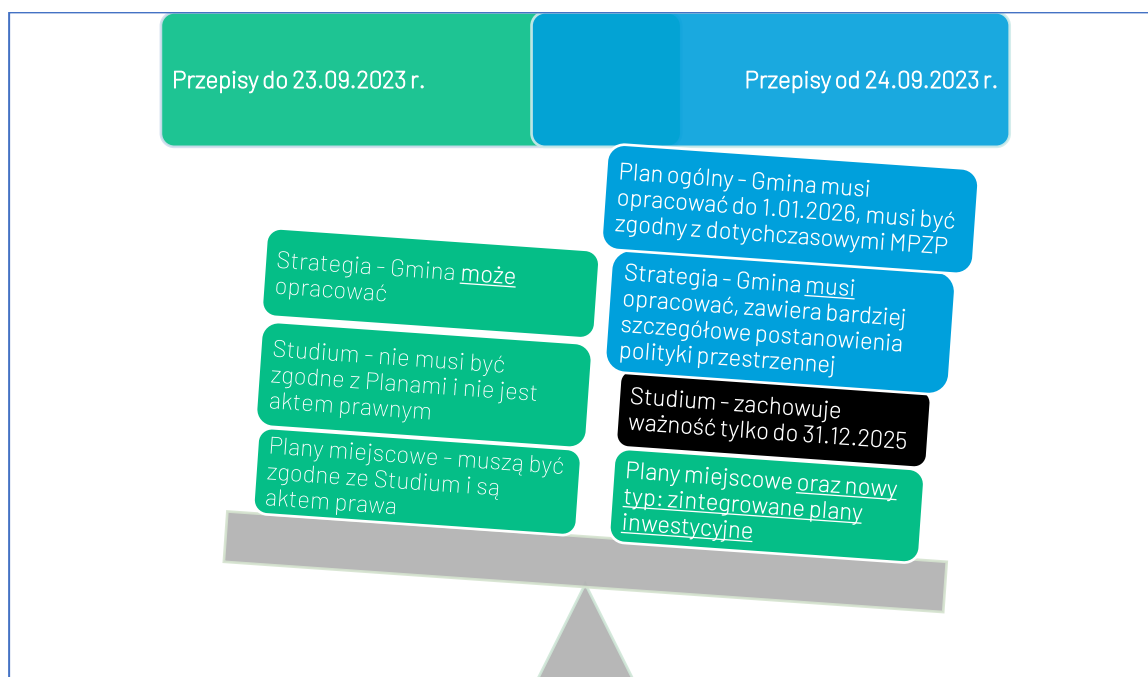 Przepisy do 23.09.2023 r.
Przepisy od 24.09.2023 r.
Strategia - Gmina może
opracować
Studium - nie musi być
zgodne z Planami i nie jest
aktem prawnym
Plany miejscowe - muszą być
zgodne ze Studium i są
aktem prawa
Plan ogólny - Gmina musi
opracować do 1.01.2026, musi być
zgodny z dotychczasowymi MPZP
Strategia - Gmina musi
opracować, zawiera bardziej
szczegółowe postanowienia
polityki przestrzennej
Studium - zachowuje
ważność tylko do 31.12.2025
Plany miejscowe oraz nowy
typ: zintegrowane plany
inwestycyjne